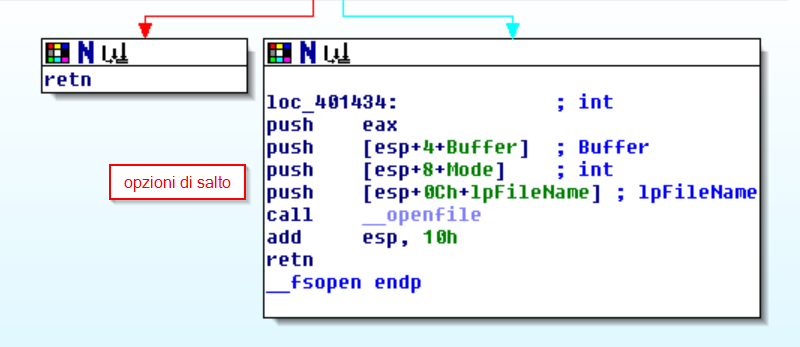 retn
loc_401434: ; int
push eax
push [esp+4+Buffer] ; Buffer
push [esp+8+Mode] ; int
push [esp+0Ch+lpFileName] ; lpFileName
call __openfile
add esp, 10h
retn
__fsopen endp
opzioni di salto